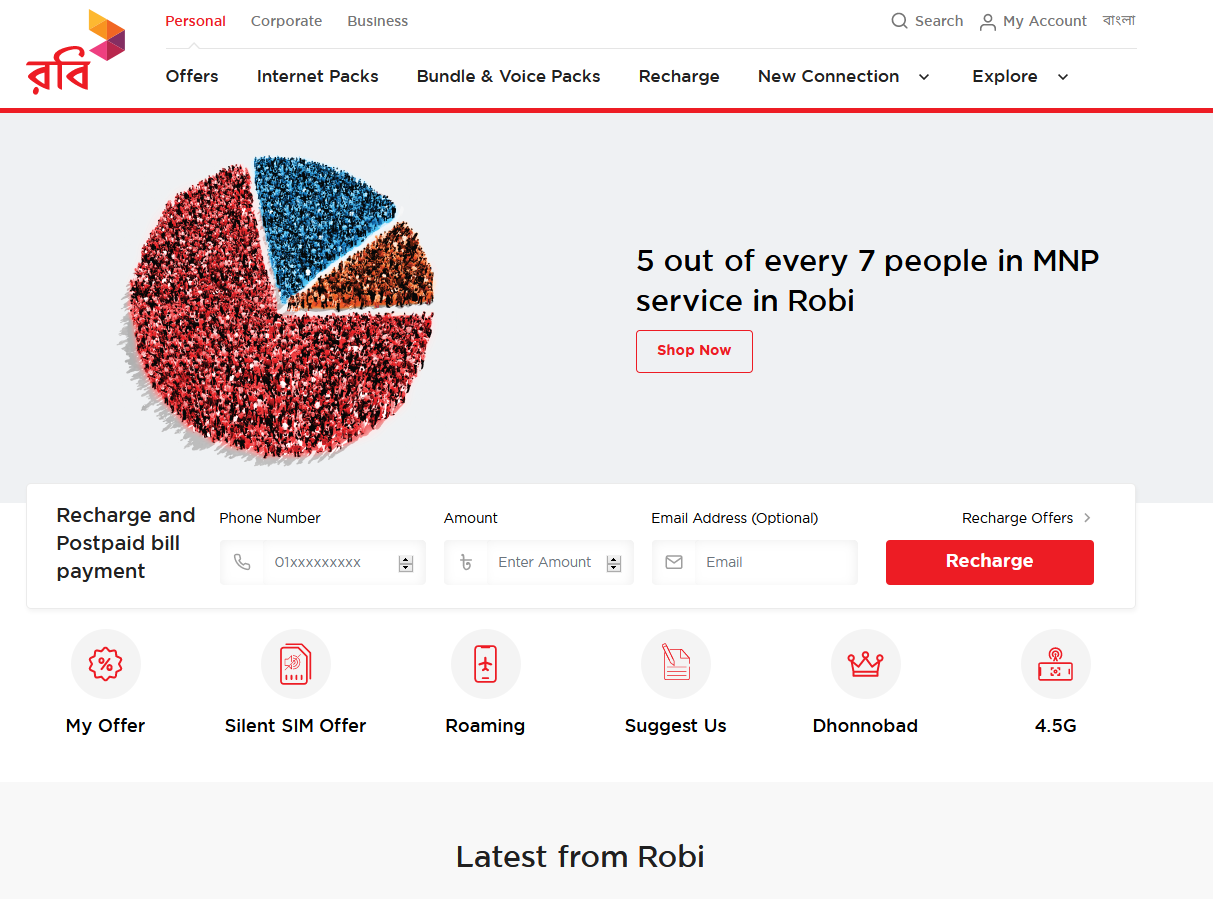 Personal Corporate Business Search My Account বাংলা
রবি
Offers Internet Packs Bundle & Voice Packs Recharge New Connection Explore
5 out of every 7 people in MNP
service in Robi
Shop Now
Recharge and
Postpaid bill
payment
Phone Number Amount Email Address (Optional) Recharge Offers
01xxxxxxxxx ৳ Enter Amount Email Recharge
My Offer Silent SIM Offer Roaming Suggest Us Dhonnobad 4.5G
Latest from Robi